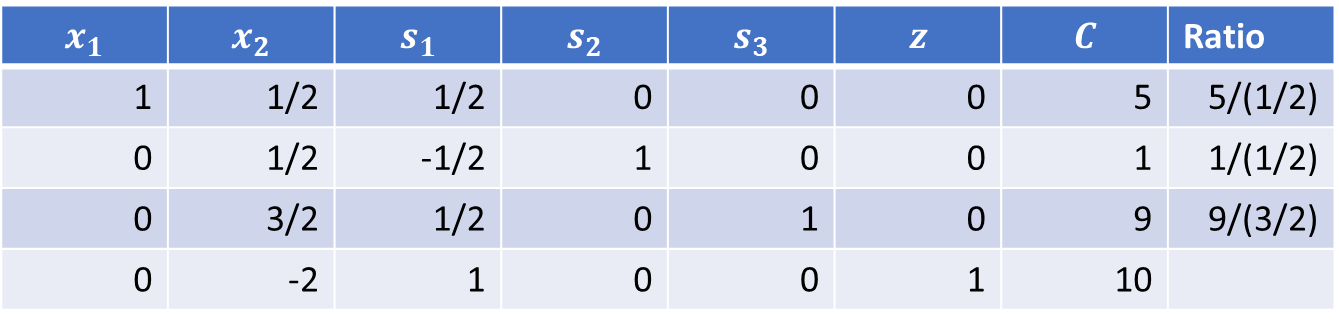 x₁ x₂ s₁ s₂ s₃ z C Ratio
1 1/2 1/2 0 0 0 5 5/(1/2)
0 1/2 -1/2 1 0 0 1 1/(1/2)
0 3/2 1/2 0 1 0 9 9/(3/2)
0 -2 1 0 0 1 10